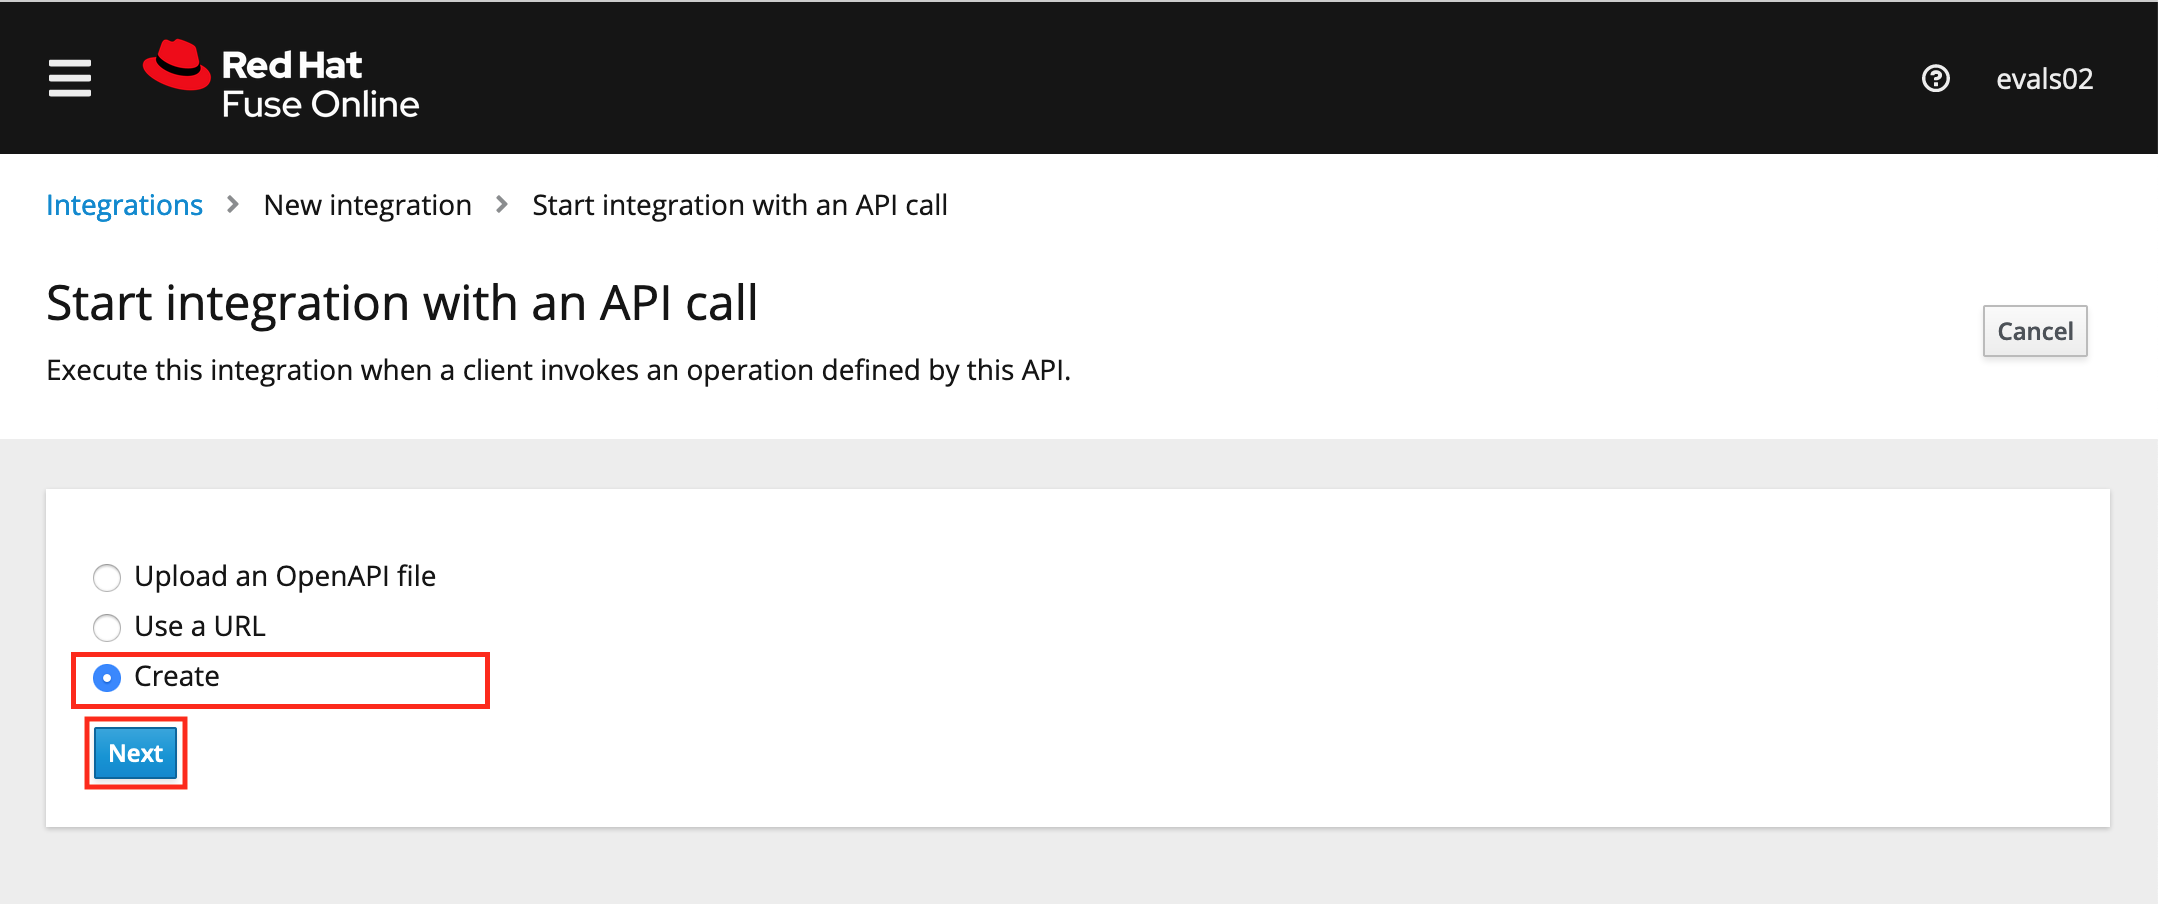 Red Hat
Fuse Online
evals02
Integrations > New integration > Start integration with an API call
Start integration with an API call
Cancel
Execute this integration when a client invokes an operation defined by this API.
Upload an OpenAPI file
Use a URL
Create
Next